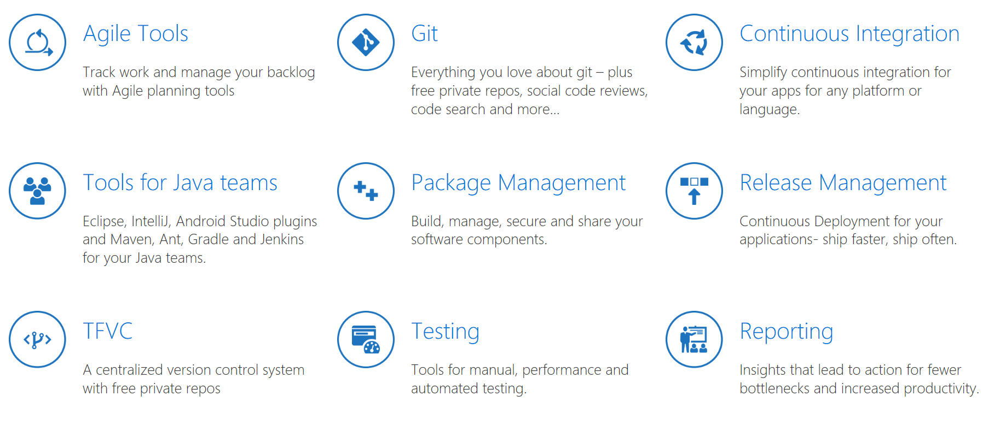 Agile Tools
Track work and manage your backlog
with Agile planning tools
Git
Everything you love about git – plus
free private repos, social code reviews,
code search and more...
Continuous Integration
Simplify continuous integration for
your apps for any platform or
language.
Tools for Java teams
Eclipse, IntelliJ, Android Studio plugins
and Maven, Ant, Gradle and Jenkins
for your Java teams.
Package Management
Build, manage, secure and share your
software components.
Release Management
Continuous Deployment for your
applications- ship faster, ship often.
TFVC
A centralized version control system
with free private repos
Testing
Tools for manual, performance and
automated testing.
Reporting
Insights that lead to action for fewer
bottlenecks and increased productivity.